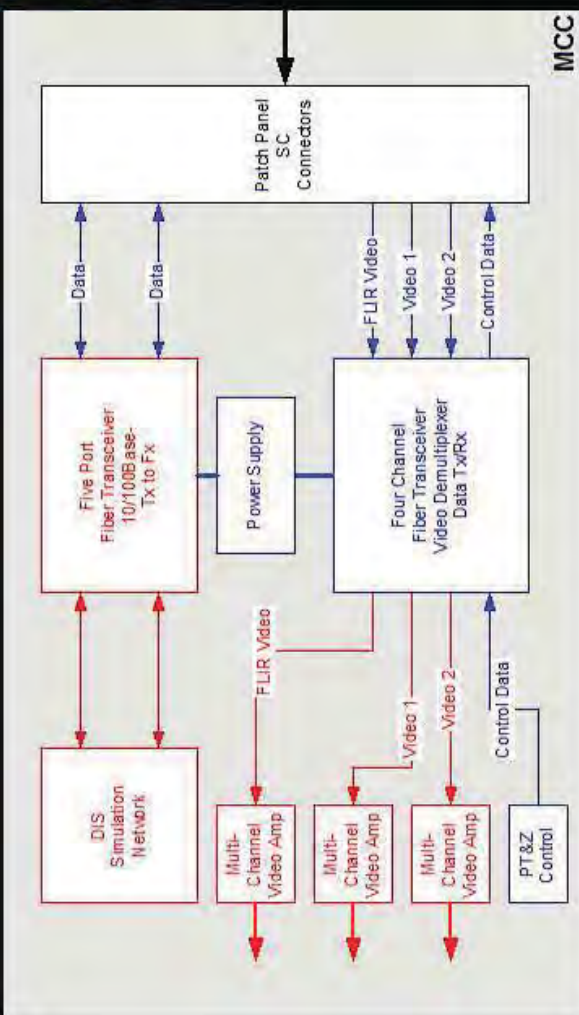 MCC
Patch Panel
SC
Connectors
Data
Data
FLIR Video
Video 1
Video 2
Control Data
Five Port
Fiber Transceiver
10/100Base-
Tx to Fx
Power Supply
Four Channel
Fiber Transceiver
Video Demultiplexer
Data Tx/Rx
FLIR Video
Video 1
Video 2
Control Data
DIS
Simulation
Network
Multi-
Channel
Video Amp
Multi-
Channel
Video Amp
Multi-
Channel
Video Amp
PT&Z
Control